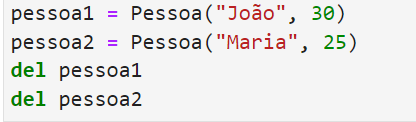 pessoa1 = Pessoa("João", 30)
pessoa2 = Pessoa("Maria", 25)
del pessoa1
del pessoa2